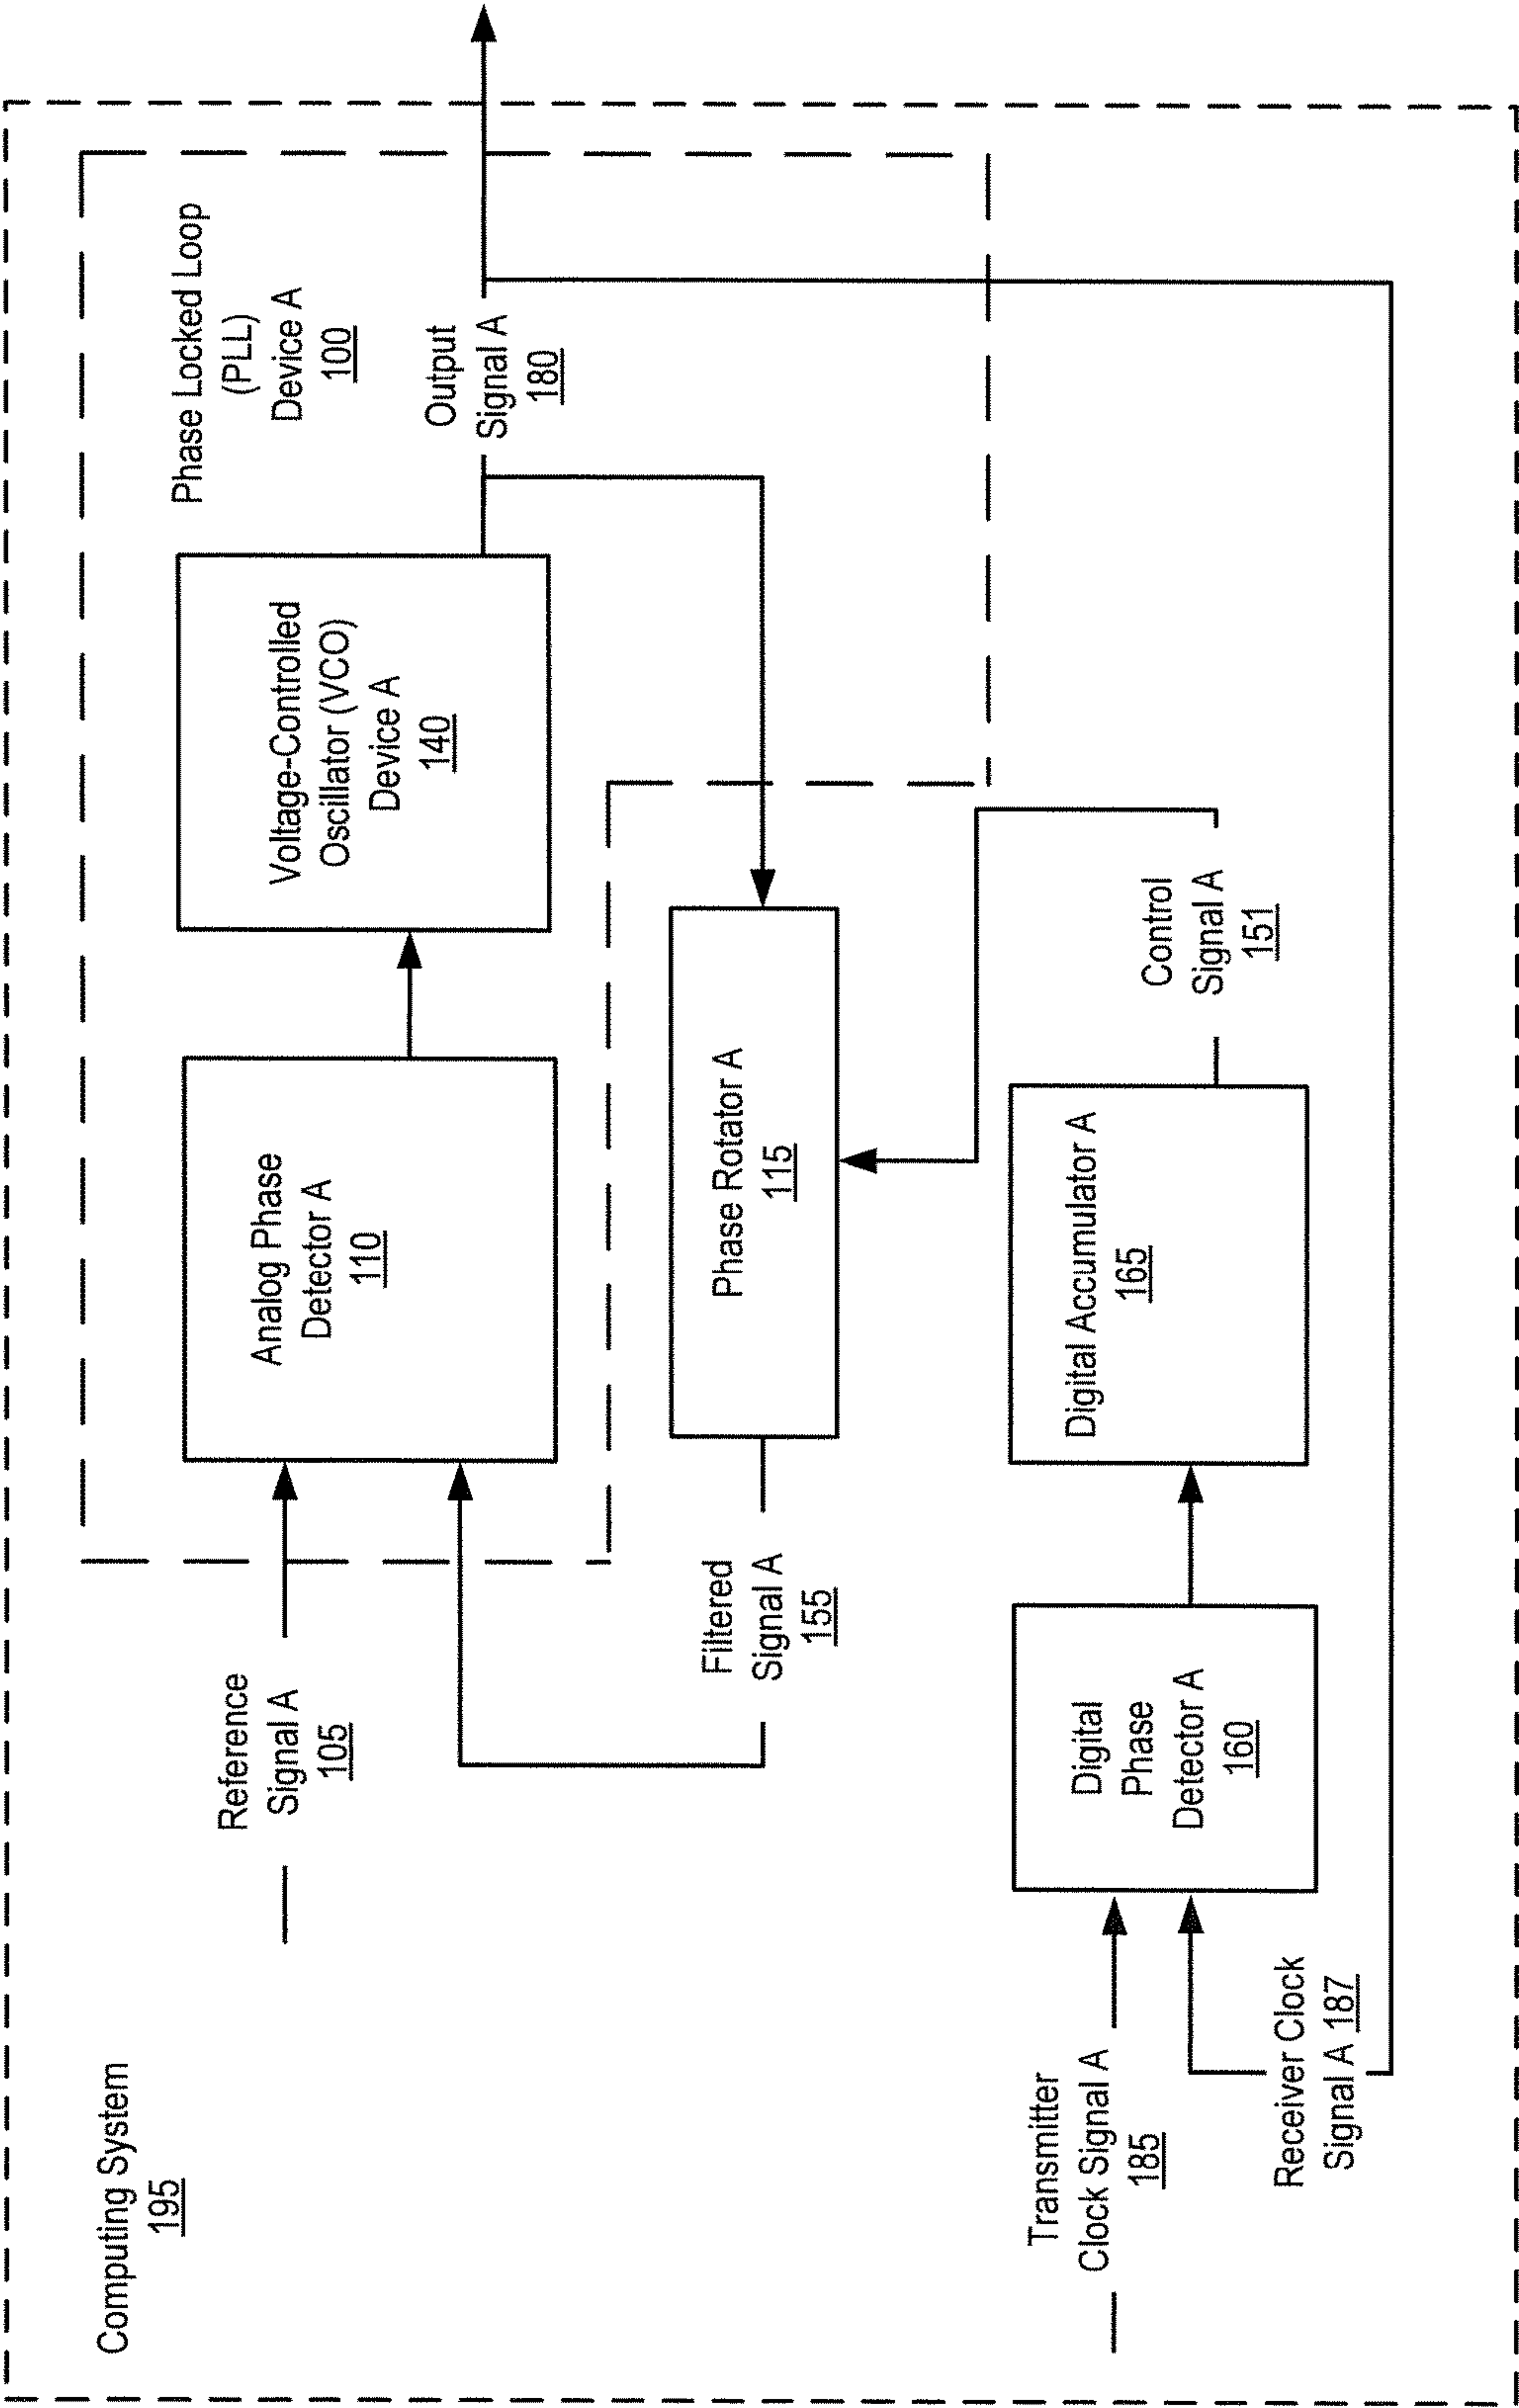 Computing System
195
Reference
Signal A
105
Analog Phase
Detector A
110
Voltage-Controlled
Oscillator (VCO)
Device A
140
Phase Locked Loop
(PLL)
Device A
100
Output
Signal A
180
Filtered
Signal A
155
Phase Rotator A
115
Transmitter
Clock Signal A
185
Receiver Clock
Signal A 187
Digital
Phase
Detector A
160
Digital Accumulator A
165
Control
Signal A
151